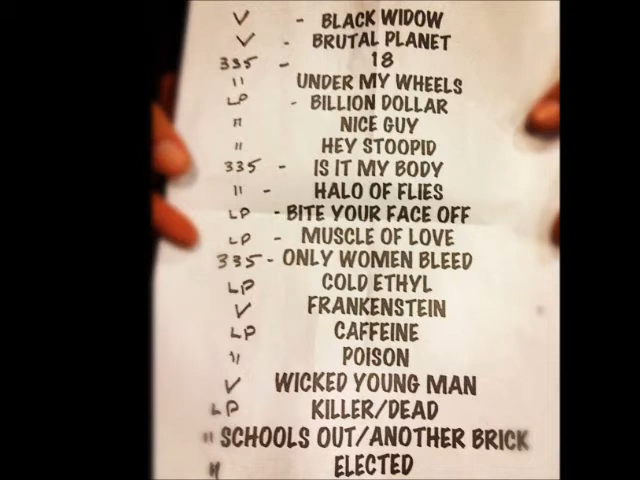 V - BLACK WIDOW
V - BRUTAL PLANET
335 - 18
" UNDER MY WHEELS
LP - BILLION DOLLAR
" NICE GUY
" HEY STOOPID
335 - IS IT MY BODY
" - HALO OF FLIES
LP - BITE YOUR FACE OFF
LP - MUSCLE OF LOVE
335 - ONLY WOMEN BLEED
LP COLD ETHYL
V FRANKENSTEIN
LP CAFFEINE
" POISON
V WICKED YOUNG MAN
LP KILLER/DEAD
" SCHOOLS OUT/ANOTHER BRICK
" ELECTED